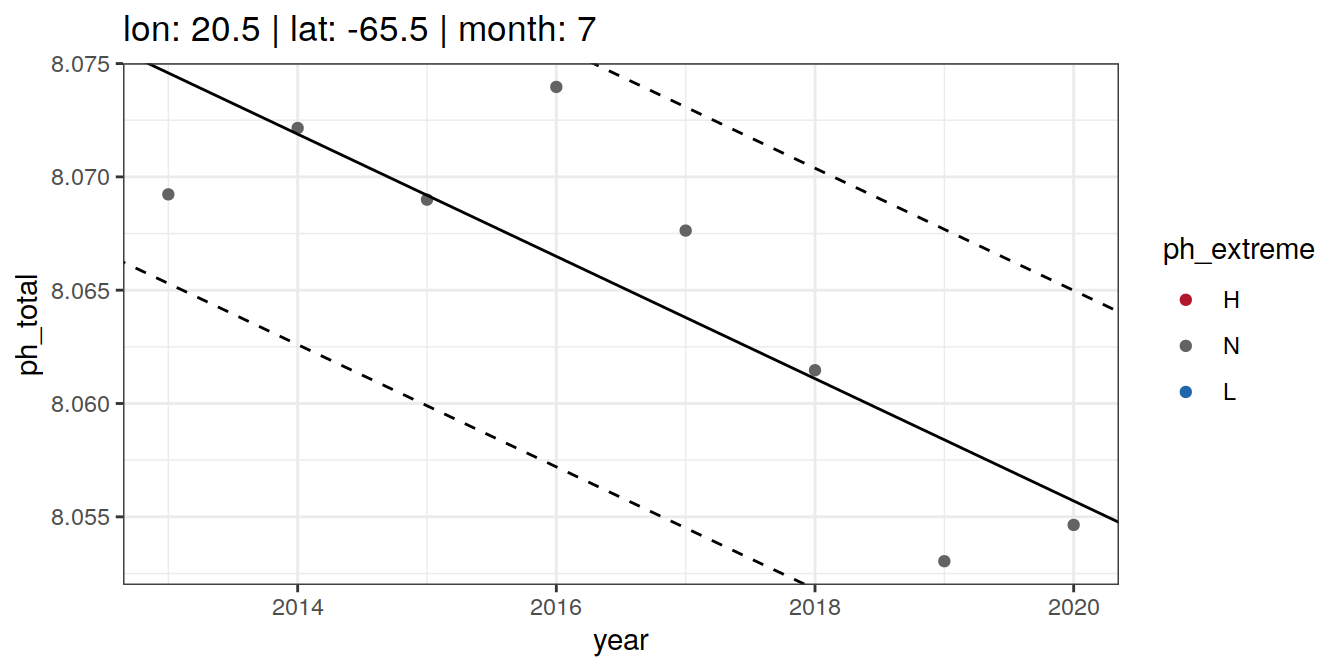 lon: 20.5 | lat: -65.5 | month: 7
8.075
8.070
8.065
8.060
8.055
ph_total
2014 2016 2018 2020
year
ph_extreme
H
N
L